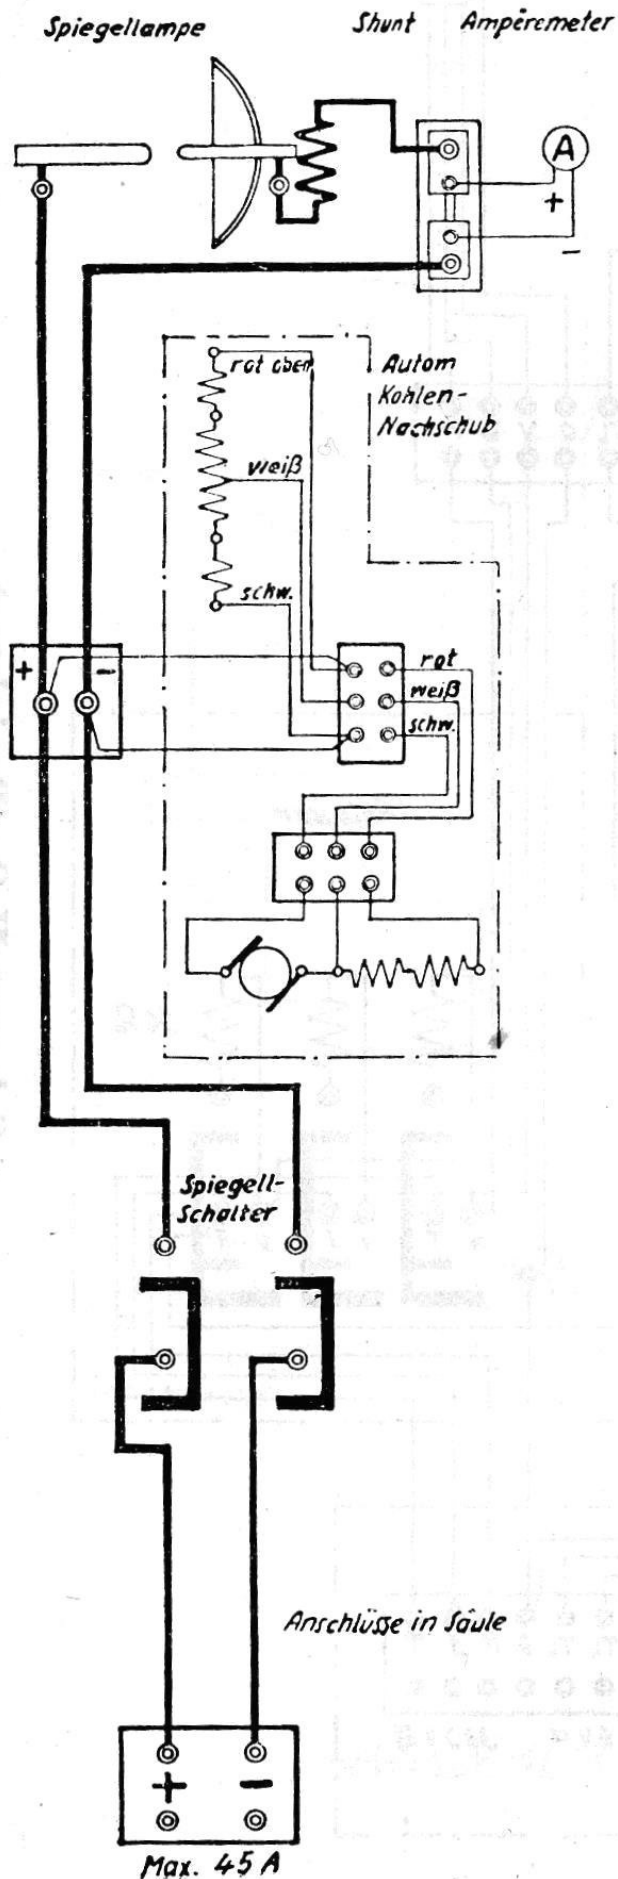 Spiegellampe
Shunt
Ampèremeter
A
+
–
rot oben
Autom
Kohlen-
Nachschub
weiß
schw.
+ –
rot
weiß
schw.
Spiegell-
Schalter
Anschlüsse in Säule
+ –
Max. 45 A